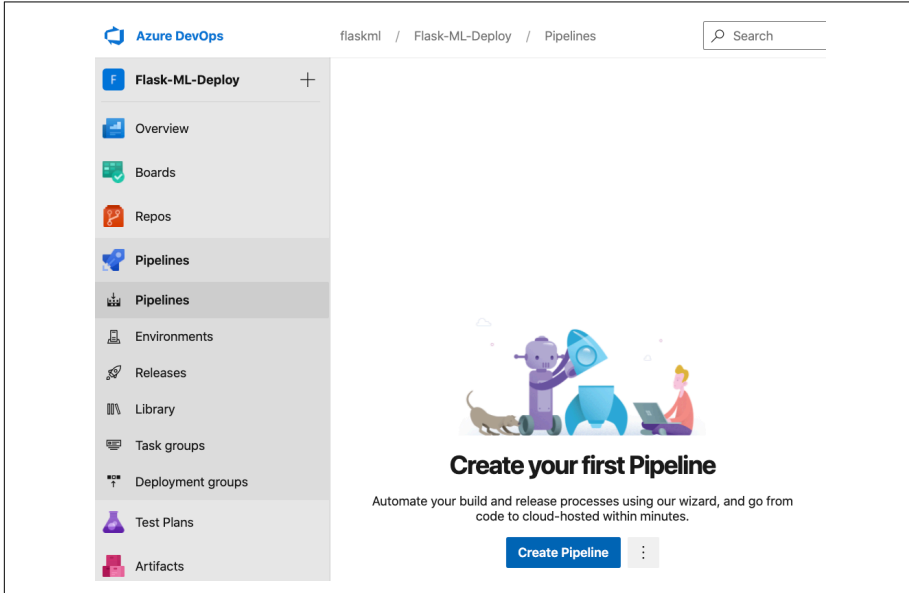 Azure DevOps
flaskml / Flask-ML-Deploy / Pipelines
Search
F Flask-ML-Deploy
Overview
Boards
Repos
Pipelines
Pipelines
Environments
Releases
Library
Task groups
Deployment groups
Test Plans
Artifacts
Create your first Pipeline
Automate your build and release processes using our wizard, and go from
code to cloud-hosted within minutes.
Create Pipeline